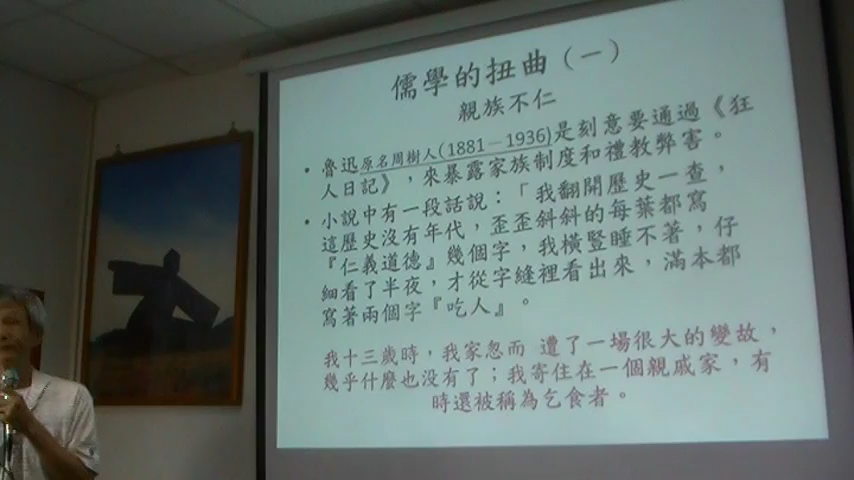 儒學的扭曲（一）
親族不仁
• 魯迅原名周樹人(1881－1936)是刻意要通過《狂
人日記》，來暴露家族制度和禮教弊害。
• 小說中有一段話說：「我翻開歷史一查，
這歷史沒有年代，歪歪斜斜的每葉都寫
『仁義道德』幾個字，我橫豎睡不著，仔
細看了半夜，才從字縫裡看出來，滿本都
寫著兩個字『吃人』。
我十三歲時，我家忽而 遭了一場很大的變故，
幾乎什麼也沒有了；我寄住在一個親戚家，有
時還被稱為乞食者。